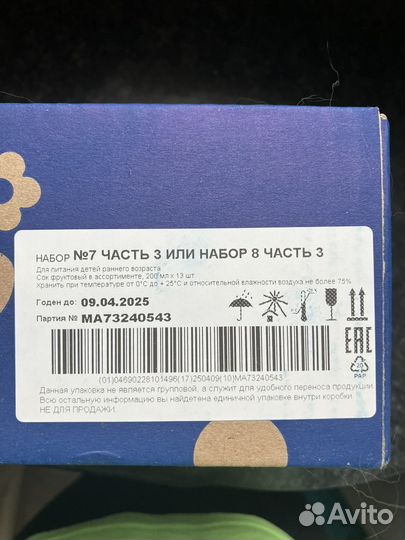 НАБОР №7 ЧАСТЬ 3 ИЛИ НАБОР 8 ЧАСТЬ 3
Для питания детей раннего возраста
Сок фруктовый в ассортименте, 200 мл х 13 шт
Хранить при температуре от 0°С до + 25°С и относительной влажности воздуха не более 75%
Годен до: 09.04.2025
Партия № МА73240543
EAC
20
PAP
(01)04690228101496(17)250409(10)MA73240543
Данная упаковка не является групповой, а служит для удобного переноса продукции
Всю остальную информацию вы найдете на единичной упаковке внутри коробки
НЕ ДЛЯ ПРОДАЖИ.
Avito